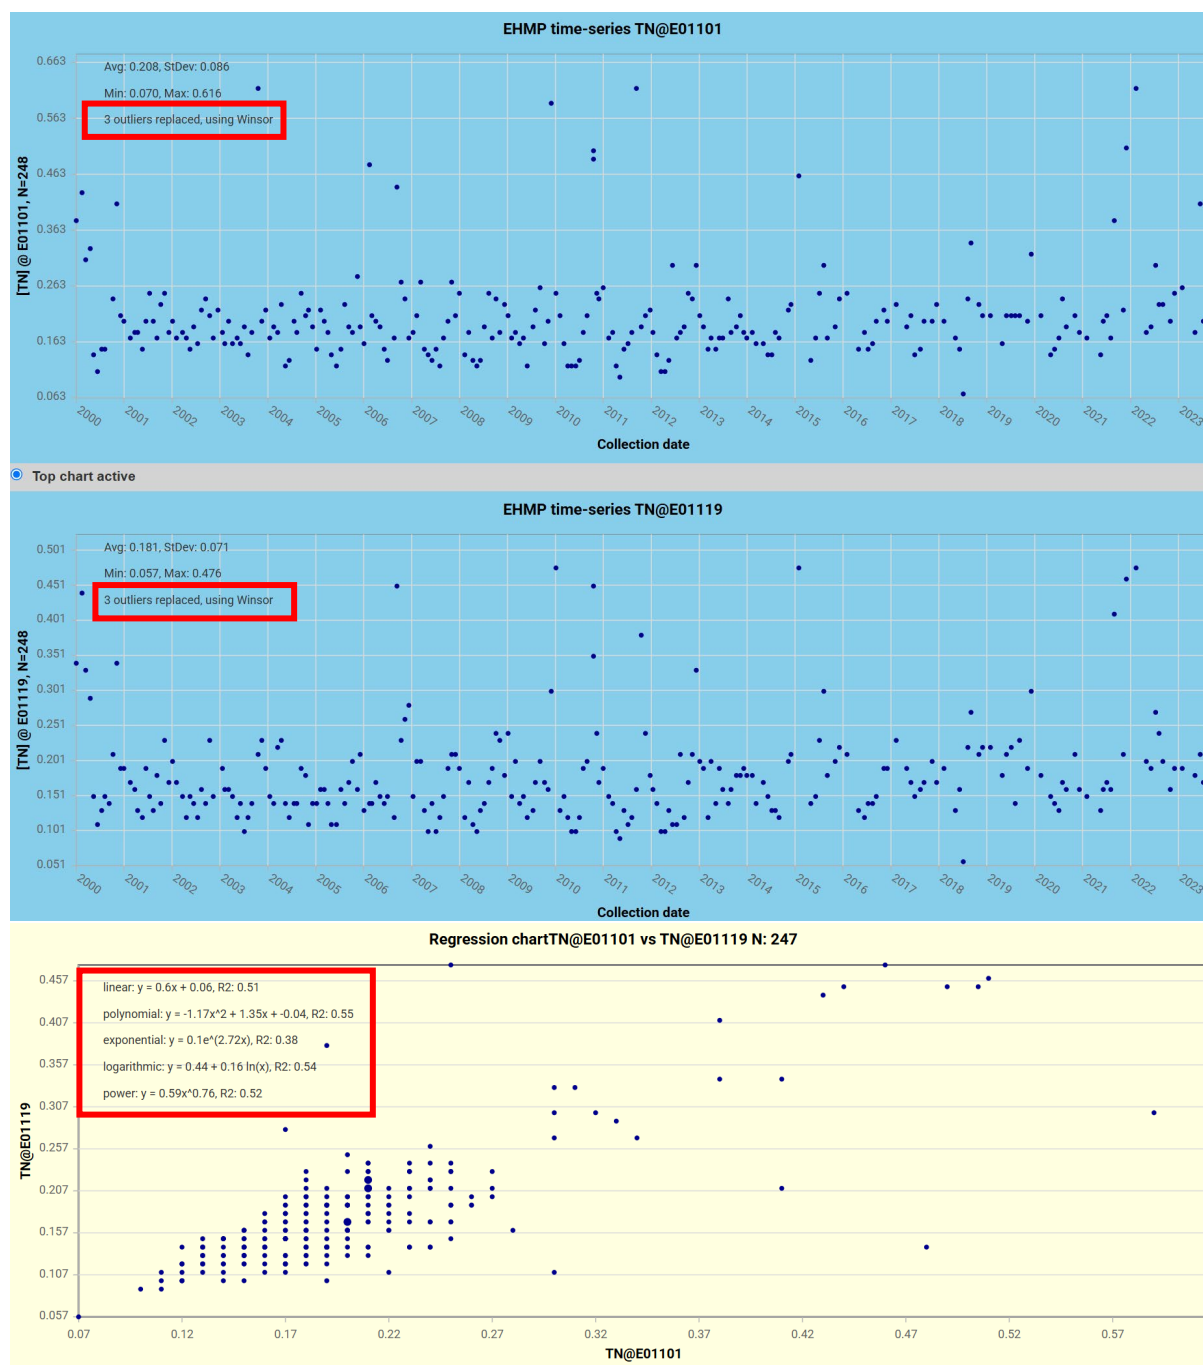 EHMP time-series TN@E01101
0.663
0.563
0.463
0.363
0.263
0.163
0.063
[TN] @ E01101, N=248
Avg: 0.208, StDev: 0.086
Min: 0.070, Max: 0.616
3 outliers replaced, using Winsor
2000 2001 2002 2003 2004 2005 2006 2007 2008 2009 2010 2011 2012 2013 2014 2015 2016 2017 2018 2019 2020 2021 2022 2023
Collection date
Top chart active
EHMP time-series TN@E01119
0.501
0.451
0.401
0.351
0.301
0.251
0.201
0.151
0.101
0.051
[TN] @ E01119, N=248
Avg: 0.181, StDev: 0.071
Min: 0.057, Max: 0.476
3 outliers replaced, using Winsor
2000 2001 2002 2003 2004 2005 2006 2007 2008 2009 2010 2011 2012 2013 2014 2015 2016 2017 2018 2019 2020 2021 2022 2023
Collection date
Regression chartTN@E01101 vs TN@E01119 N: 247
0.457
0.407
0.357
0.307
0.257
0.207
0.157
0.107
0.057
TN@E01119
linear: y = 0.6x + 0.06, R2: 0.51
polynomial: y = -1.17x^2 + 1.35x + -0.04, R2: 0.55
exponential: y = 0.1e^(2.72x), R2: 0.38
logarithmic: y = 0.44 + 0.16 ln(x), R2: 0.54
power: y = 0.59x^0.76, R2: 0.52
0.07 0.12 0.17 0.22 0.27 0.32 0.37 0.42 0.47 0.52 0.57
TN@E01101